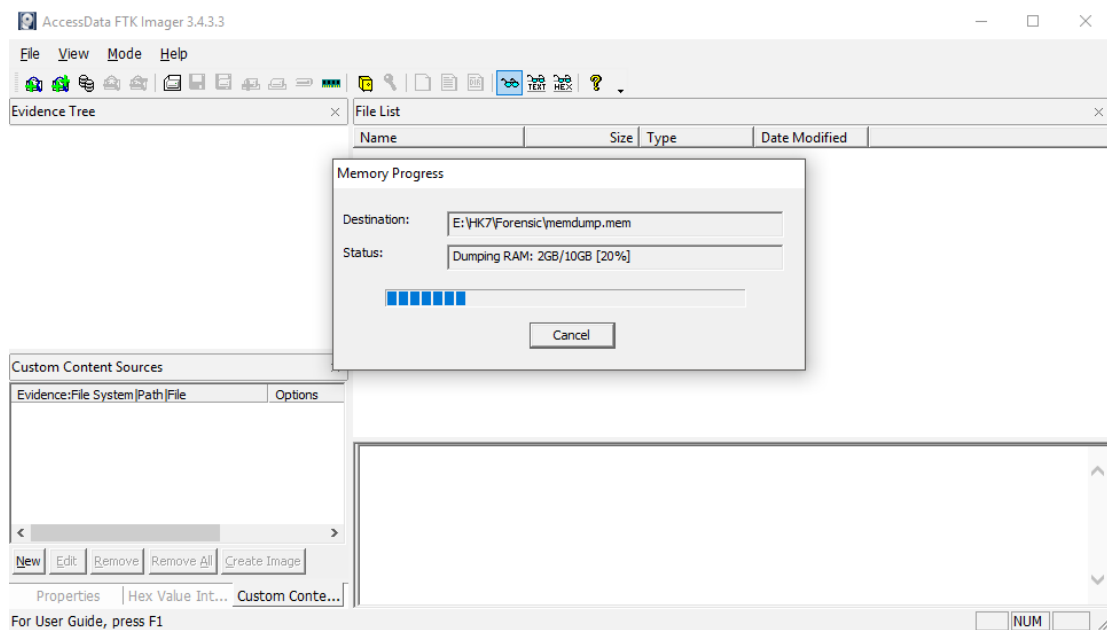 AccessData FTK Imager 3.4.3.3
File View Mode Help
TEXT HEX
Evidence Tree
File List
Name Size Type Date Modified
Memory Progress
Destination: E:\HK7\Forensic\memdump.mem
Status: Dumping RAM: 2GB/10GB [20%]
Cancel
Custom Content Sources
Evidence:File System|Path|File Options
New Edit Remove Remove All Create Image
Properties Hex Value Int... Custom Conte...
For User Guide, press F1 NUM